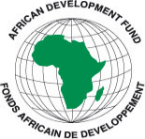 AFRICAN DEVELOPMENT FUND
FONDS AFRICAIN DE DEVELOPPEMENT